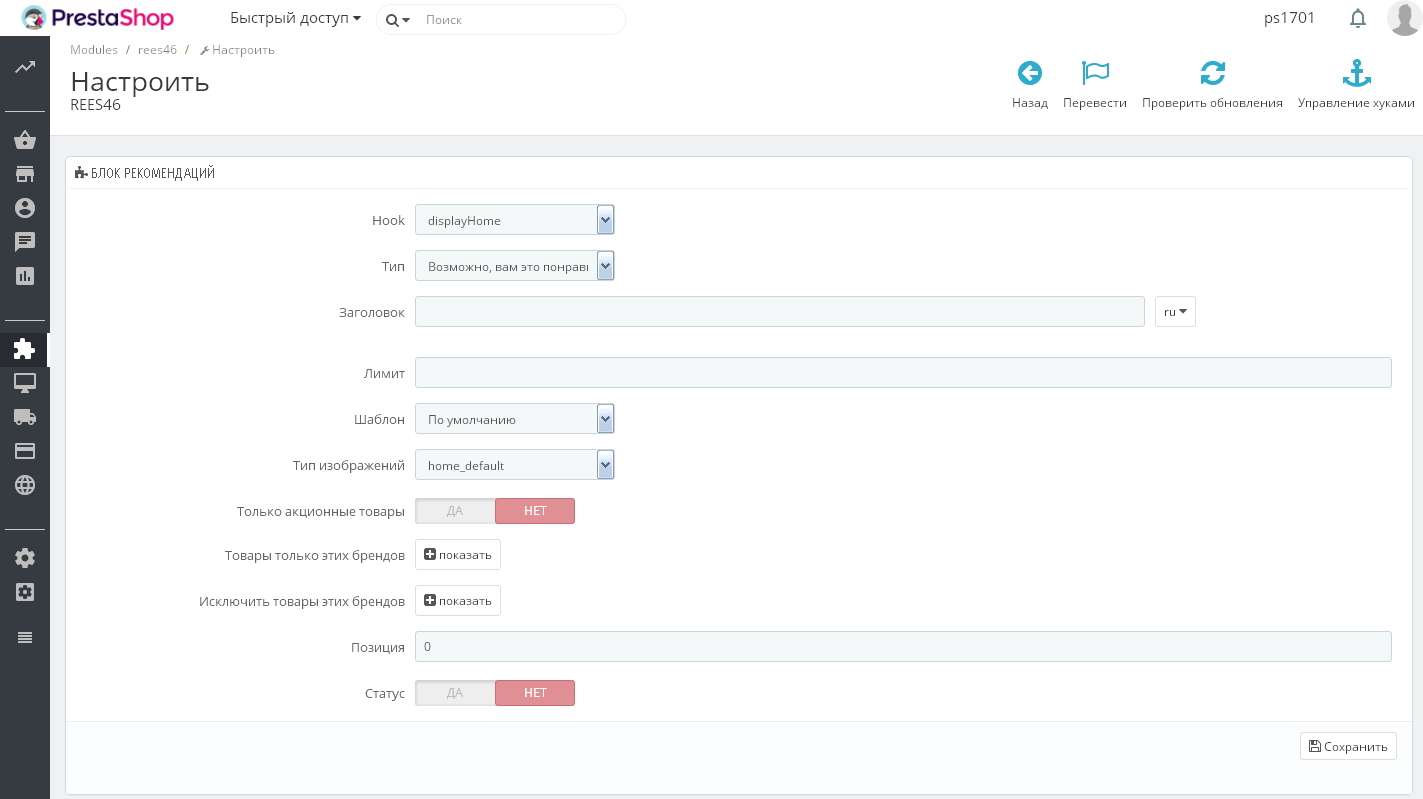 PrestaShop Быстрый доступ Поиск ps1701
Modules / rees46 / Настроить
Настроить
REES46
Назад Перевести Проверить обновления Управление хуками
БЛОК РЕКОМЕНДАЦИЙ
Hook displayHome
Тип Возможно, вам это понрав
Заголовок ru
Лимит
Шаблон По умолчанию
Тип изображений home_default
Только акционные товары ДА НЕТ
Товары только этих брендов показать
Исключить товары этих брендов показать
Позиция 0
Статус ДА НЕТ
Сохранить